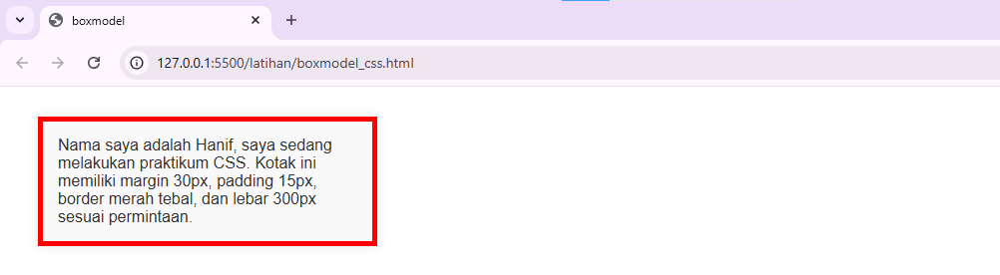 boxmodel
127.0.0.1:5500/latihan/boxmodel_css.html
Nama saya adalah Hanif, saya sedang
melakukan praktikum CSS. Kotak ini
memiliki margin 30px, padding 15px,
border merah tebal, dan lebar 300px
sesuai permintaan.